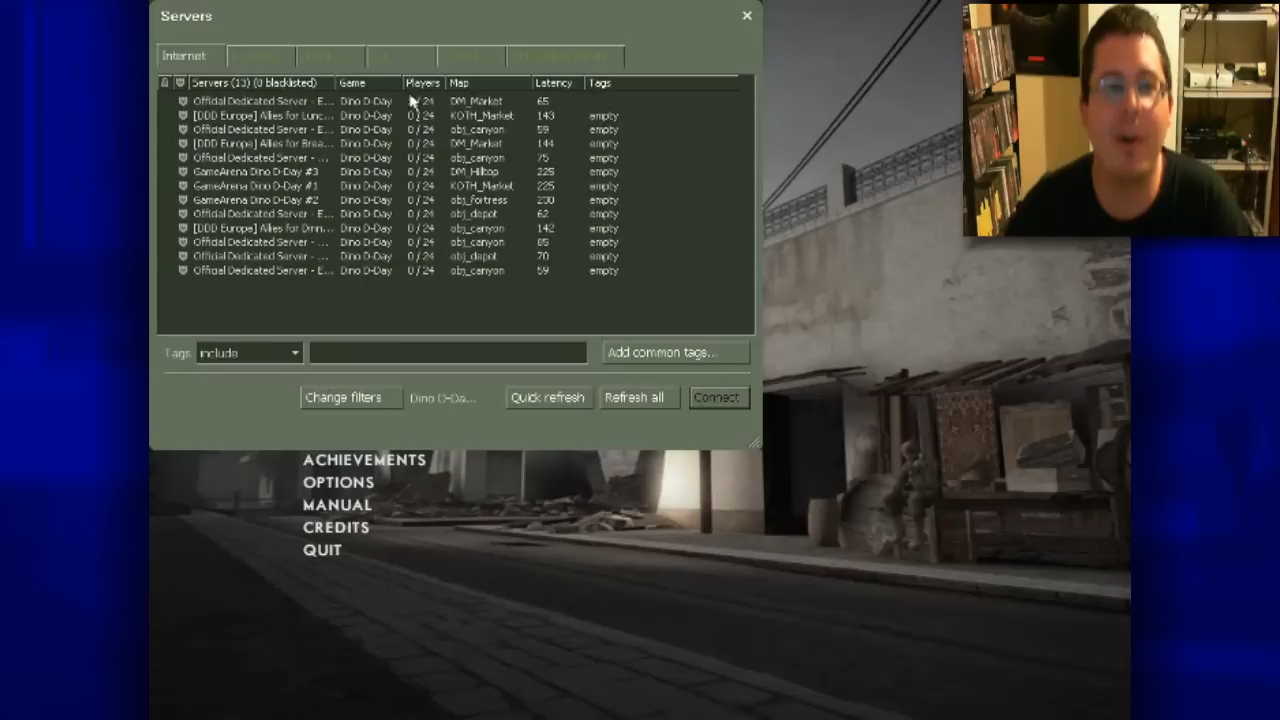 Servers
Internet
Servers (13) (0 blacklisted) Game Players Map Latency Tags
Official Dedicated Server - E... Dino D-Day / 24 DM_Market 65
[DDD Europe] Allies for Lunc... Dino D-Day 0 / 24 KOTH_Market 143 empty
Official Dedicated Server - E... Dino D-Day 0 / 24 obj_canyon 59 empty
[DDD Europe] Allies for Brea... Dino D-Day 0 / 24 DM_Market 144 empty
Official Dedicated Server - ... Dino D-Day 0 / 24 obj_canyon 75 empty
GameArena Dino D-Day #3 Dino D-Day 0 / 24 DM_Hilltop 225 empty
GameArena Dino D-Day #1 Dino D-Day 0 / 24 KOTH_Market 225 empty
GameArena Dino D-Day #2 Dino D-Day 0 / 24 obj_fortress 230 empty
Official Dedicated Server - E... Dino D-Day 0 / 24 obj_depot 62 empty
[DDD Europe] Allies for Dinn... Dino D-Day 0 / 24 obj_canyon 142 empty
Official Dedicated Server - ... Dino D-Day 0 / 24 obj_canyon 85 empty
Official Dedicated Server - ... Dino D-Day 0 / 24 obj_depot 70 empty
Official Dedicated Server - E... Dino D-Day 0 / 24 obj_canyon 59 empty
Tags include Add common tags...
Change filters Dino D-Da... Quick refresh Refresh all Connect
ACHIEVEMENTS
OPTIONS
MANUAL
CREDITS
QUIT